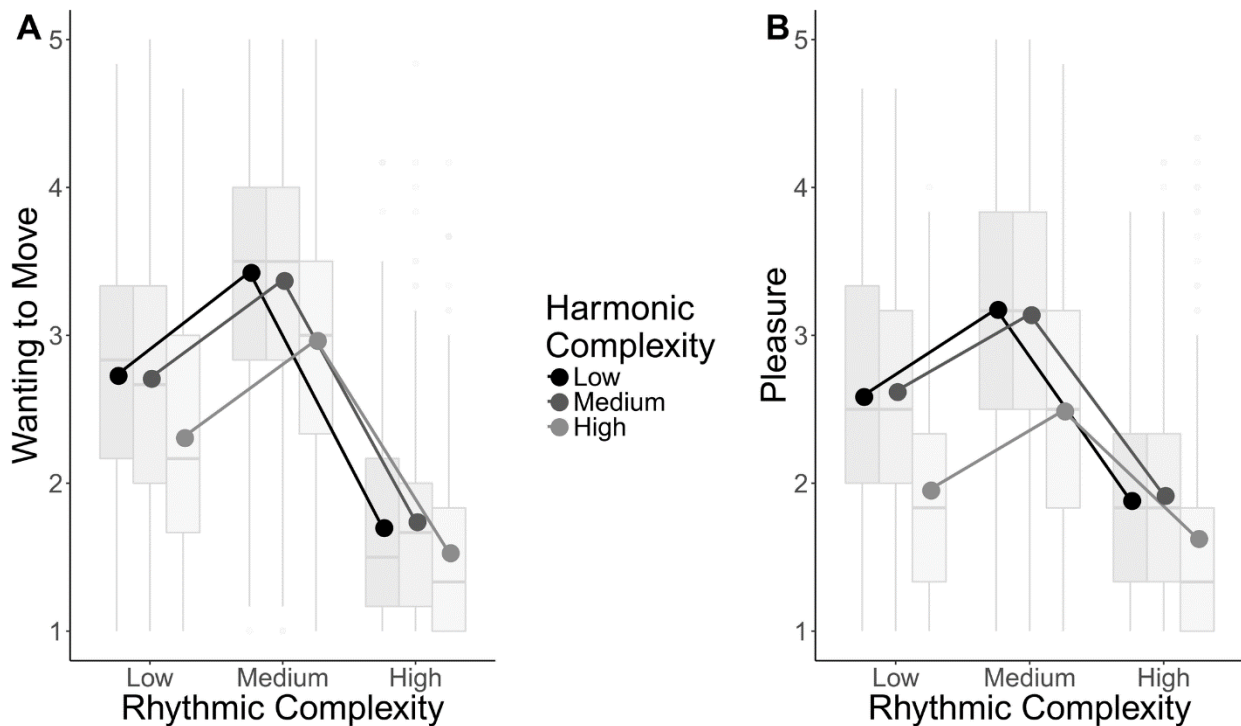 A
5
4
3
2
1
Wanting to Move
Low Medium High
Rhythmic Complexity
Harmonic
Complexity
Low
Medium
High
B
5
4
3
2
1
Pleasure
Low Medium High
Rhythmic Complexity